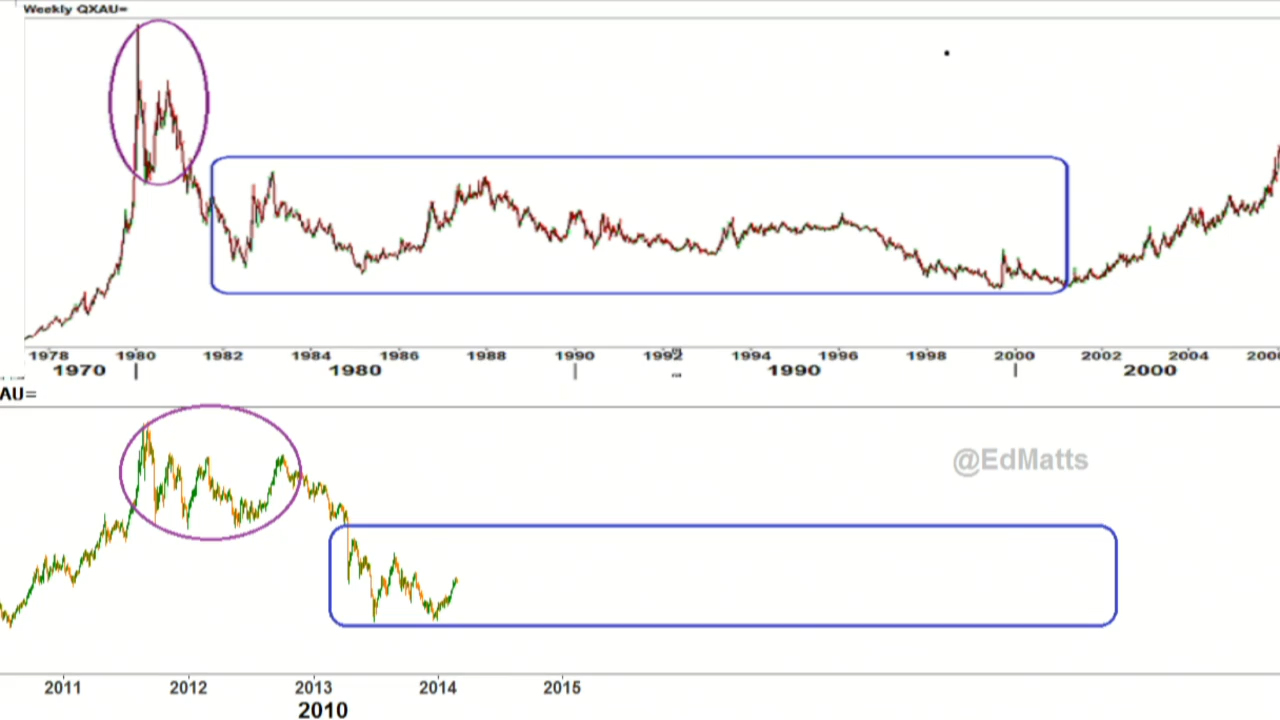 Weekly QXAU=
1978 1980 1982 1984 1986 1988 1990 1992 1994 1996 1998 2000 2002 2004
1970 | 1980 | 1990 | 2000
AU=
@EdMatts
2011 2012 2013 2014 2015
2010